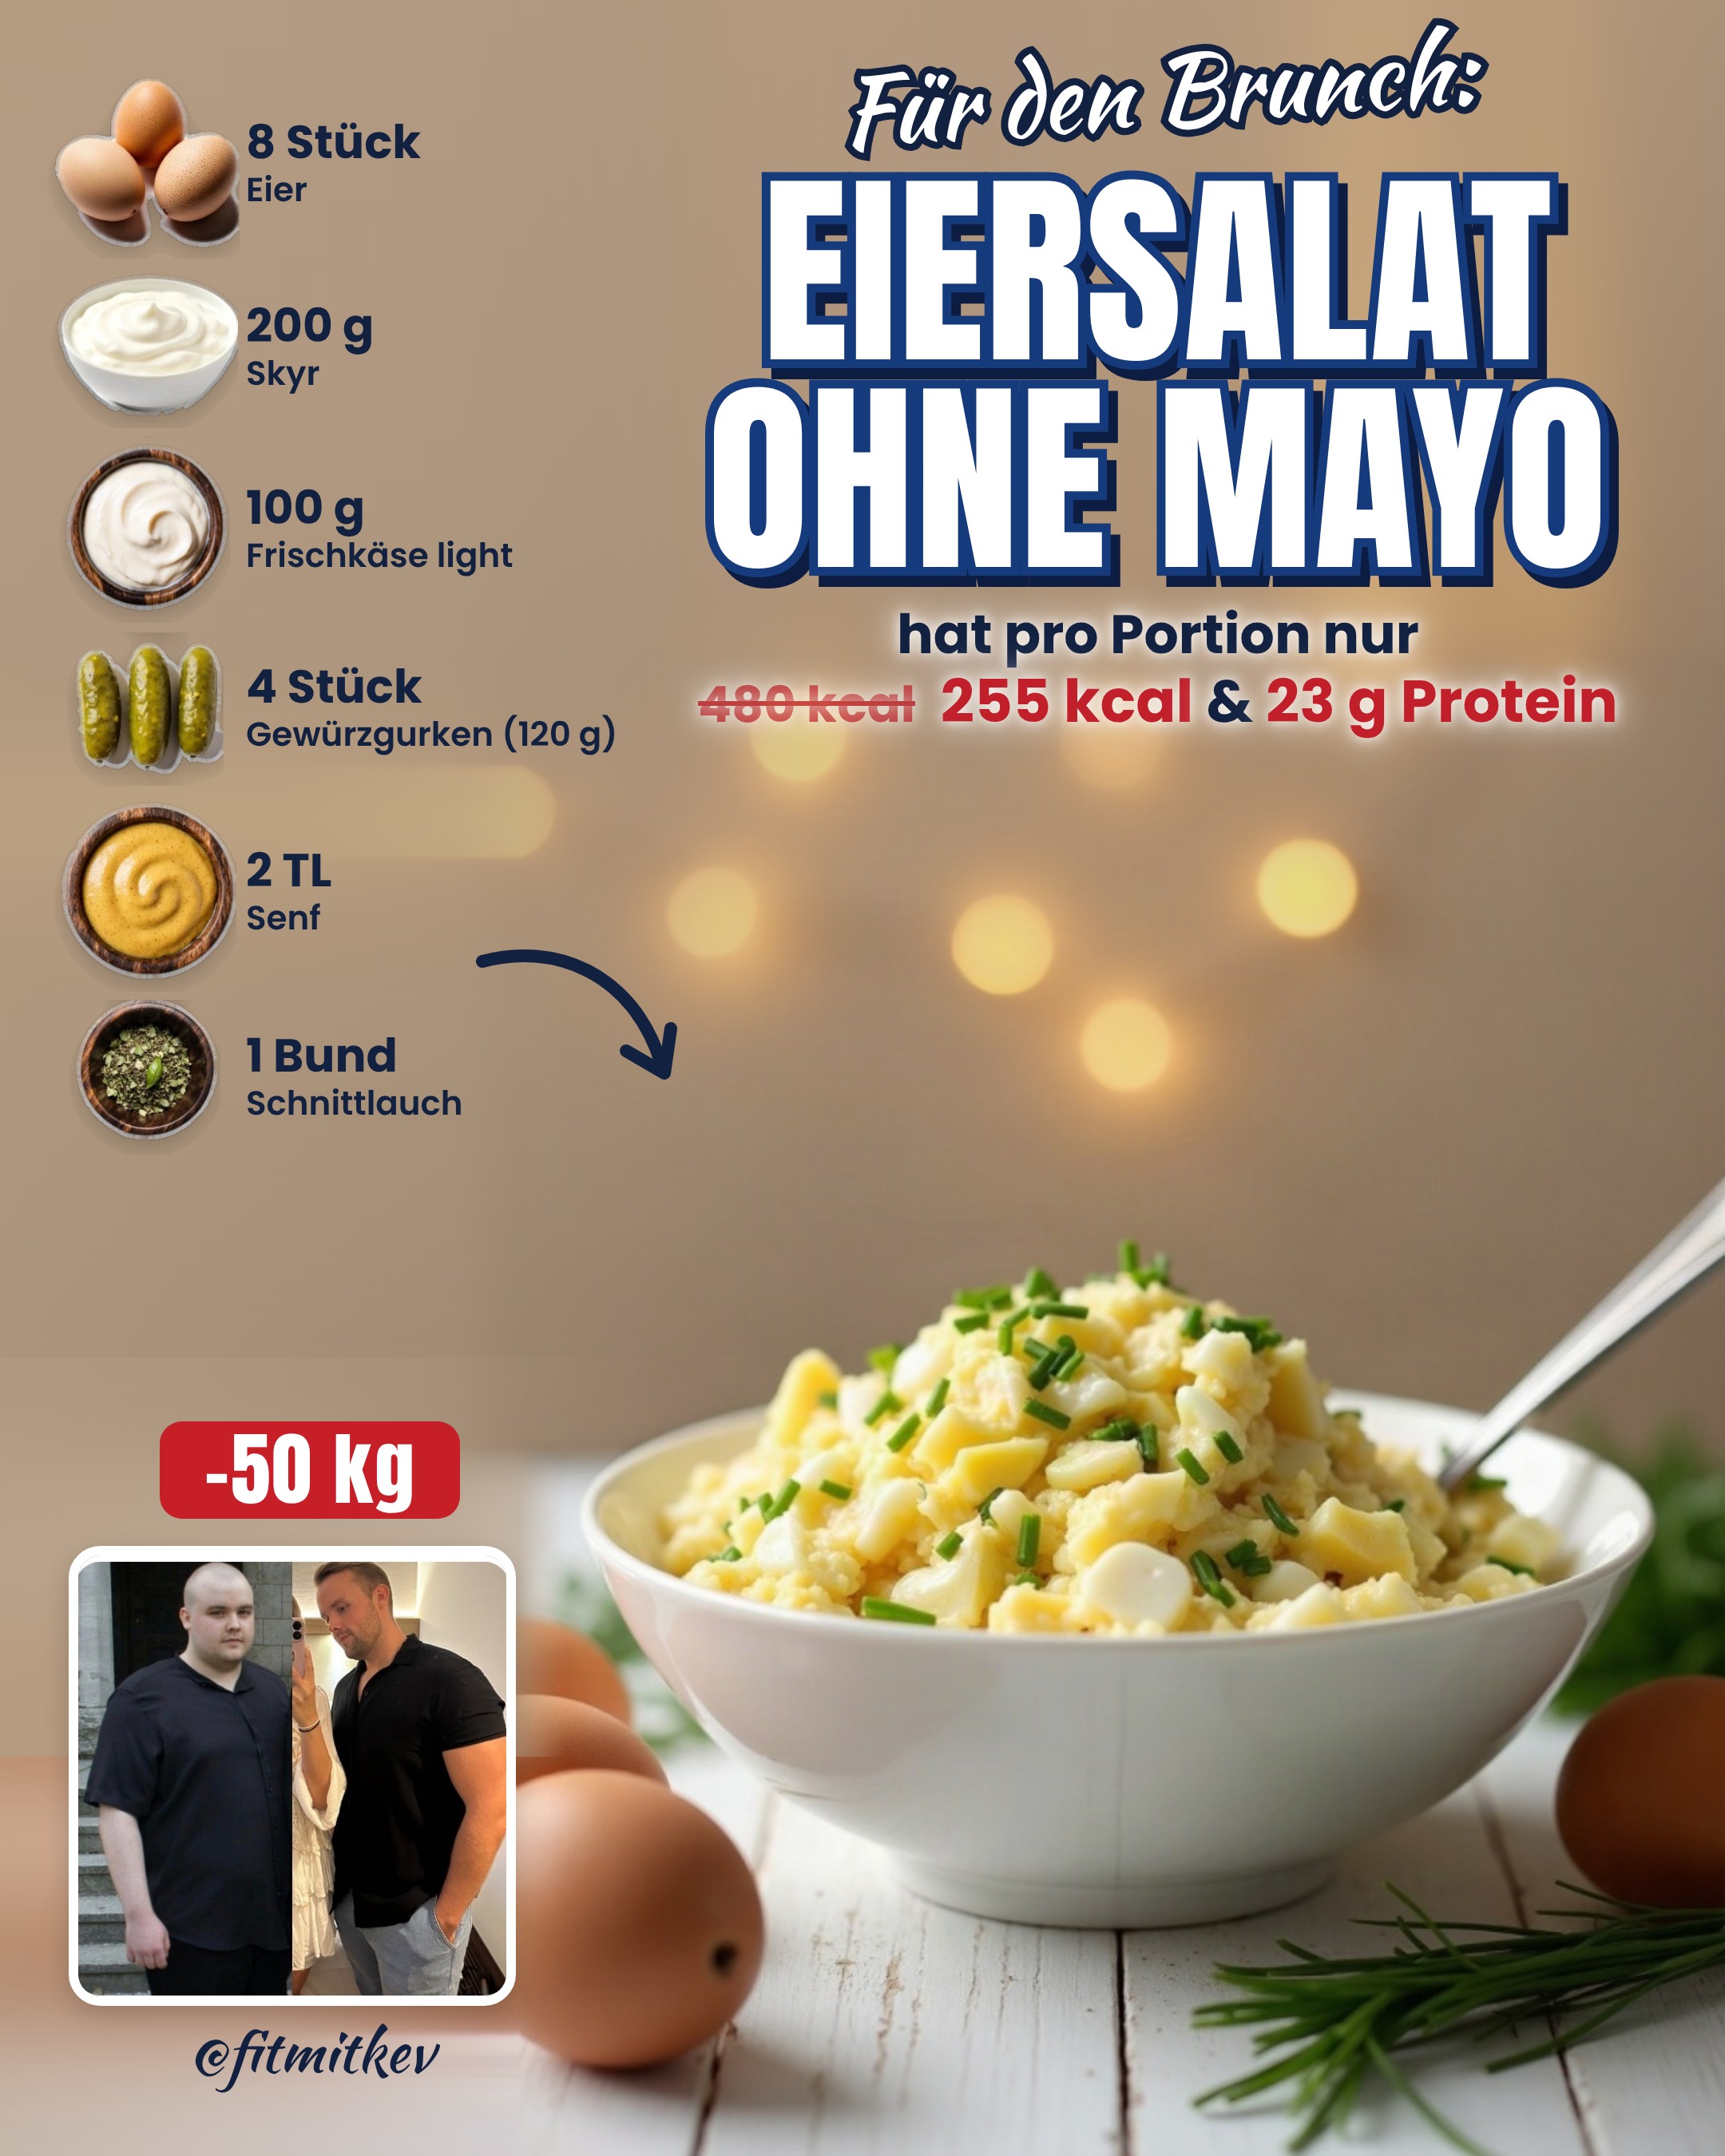 Für den Brunch:
EIERSALAT
OHNE MAYO
hat pro Portion nur
480 kcal 255 kcal & 23 g Protein
8 Stück
Eier
200 g
Skyr
100 g
Frischkäse light
4 Stück
Gewürzgurken (120 g)
2 TL
Senf
1 Bund
Schnittlauch
-50 kg
@fitmitkev